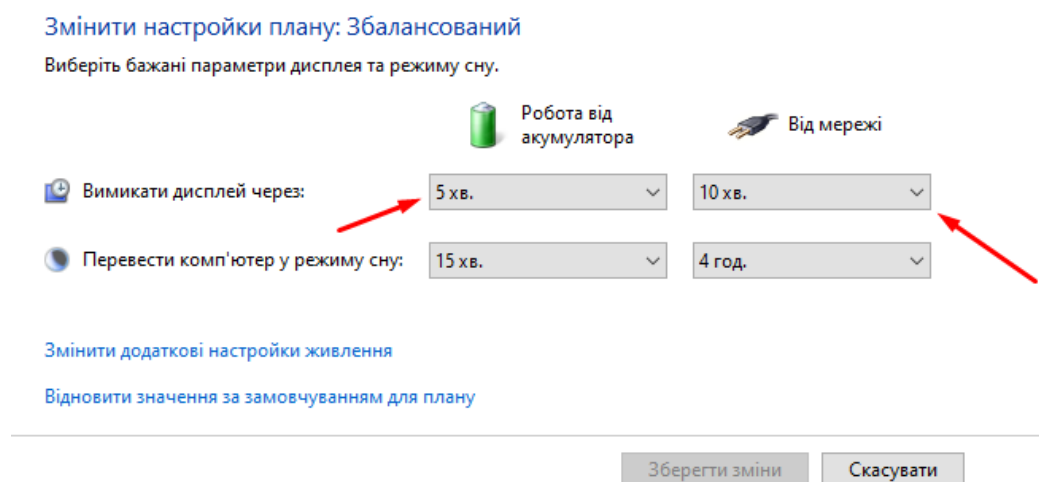 Змінити настройки плану: Збалансований
Виберіть бажані параметри дисплея та режиму сну.
Робота від
акумулятора
Від мережі
Вимикати дисплей через:
5 хв.
10 хв.
Перевести комп'ютер у режиму сну:
15 хв.
4 год.
Змінити додаткові настройки живлення
Відновити значення за замовчуванням для плану
Зберегти зміни
Скасувати